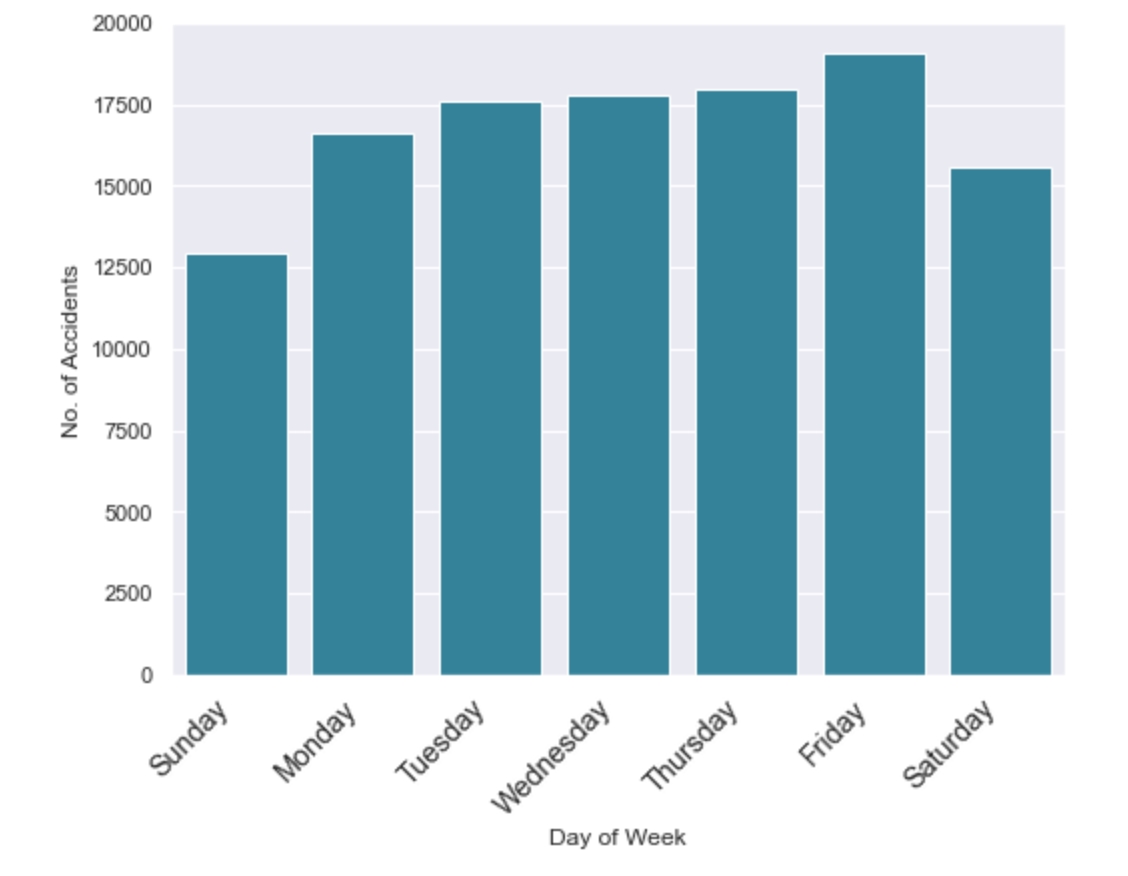 20000
17500
15000
12500
10000
7500
5000
2500
0
No. of Accidents
Sunday
Monday
Tuesday
Wednesday
Thursday
Friday
Saturday
Day of Week